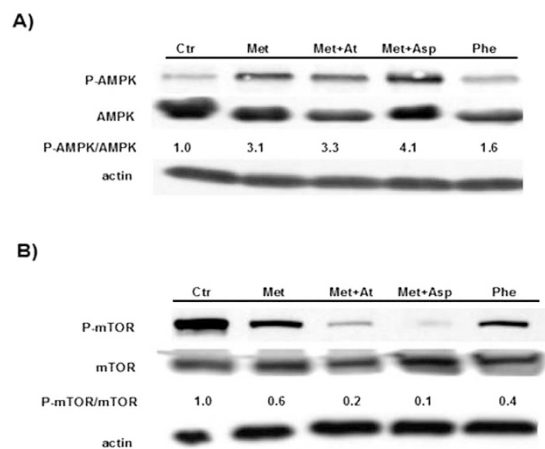 A)
Ctr Met Met+At Met+Asp Phe
P-AMPK
AMPK
P-AMPK/AMPK 1.0 3.1 3.3 4.1 1.6
actin
B)
Ctr Met Met+At Met+Asp Phe
P-mTOR
mTOR
P-mTOR/mTOR 1.0 0.6 0.2 0.1 0.4
actin